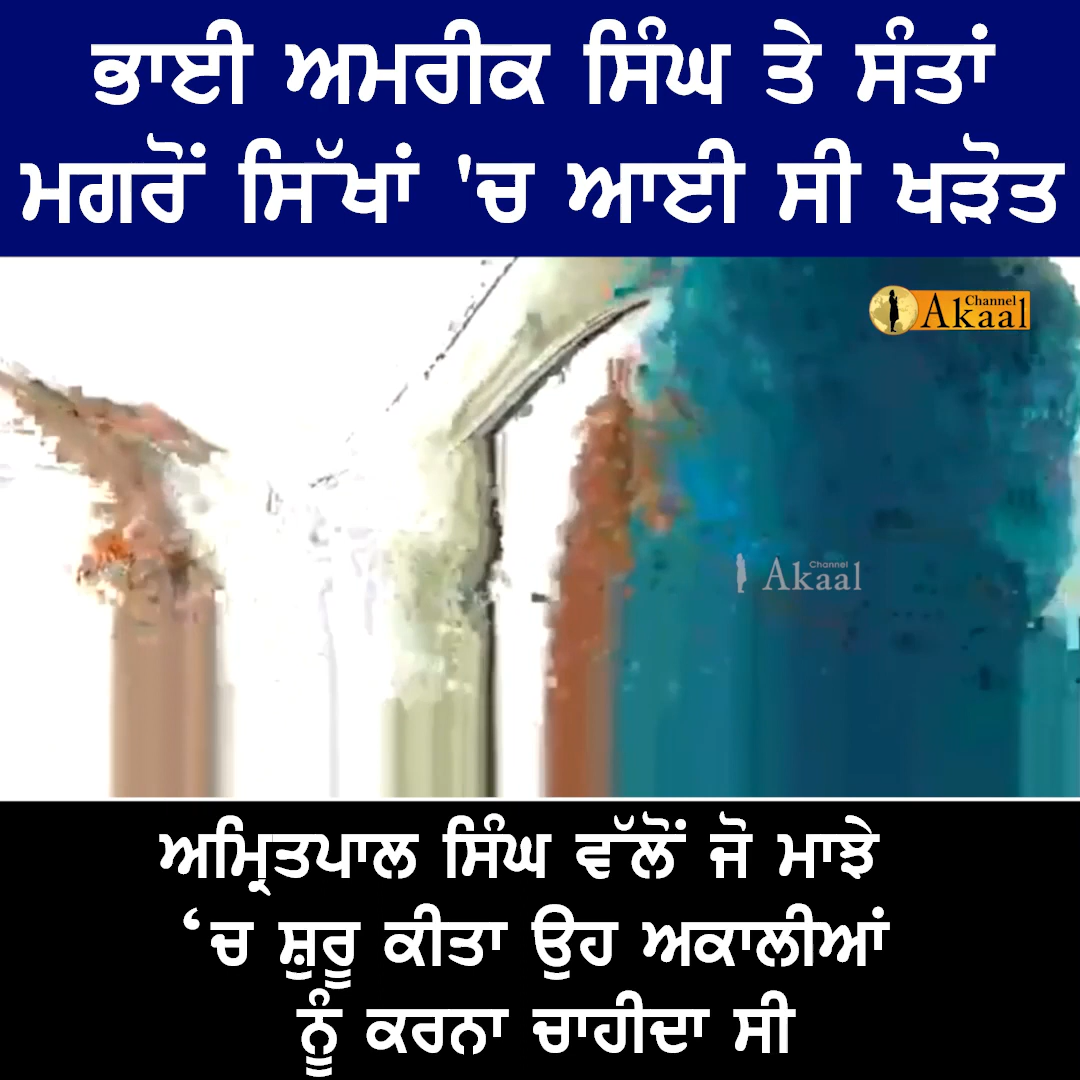 ਭਾਈ ਅਮਰੀਕ ਸਿੰਘ ਤੇ ਸੰਤਾਂ
ਮਗਰੋਂ ਸਿੱਖਾਂ 'ਚ ਆਈ ਸੀ ਖੜੋਤ
Channel
Akaal
Channel
Akaal
ਅਮ੍ਰਿਤਪਾਲ ਸਿੰਘ ਵੱਲੋਂ ਜੋ ਮਾਝੇ
‘ਚ ਸ਼ੁਰੂ ਕੀਤਾ ਉਹ ਅਕਾਲੀਆਂ
ਨੂੰ ਕਰਨਾ ਚਾਹੀਦਾ ਸੀ